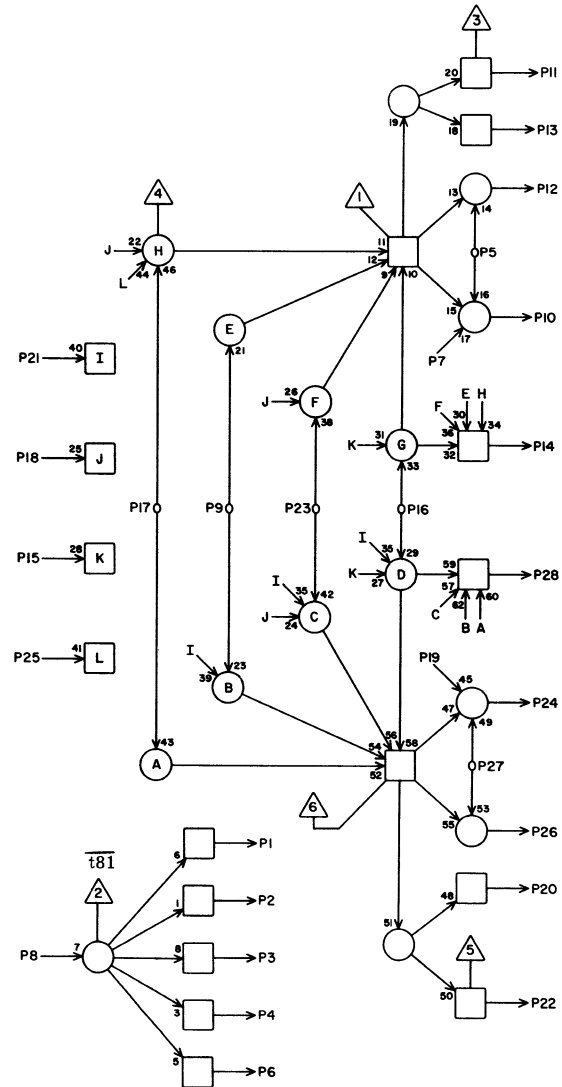 3
20
P11
19
18
P13
4
1
13
P12
14
J
22
H
11
12
9
10
L
44
46
P5
E
21
15
16
17
P10
P7
P21
40
I
J
26
F
38
F
E
H
30
36
34
K
31
G
33
32
P14
P18
25
J
P17
P9
P23
P16
P15
28
K
I
35
29
K
27
D
59
57
62
60
P28
C
B
A
I
35
42
J
24
C
P25
41
L
I
39
23
B
P19
45
47
49
P24
43
A
54
56
58
52
P27
6
53
55
P26
t81
2
6
P1
1
P2
P8
7
8
P3
3
P4
5
P6
51
48
P20
5
50
P22